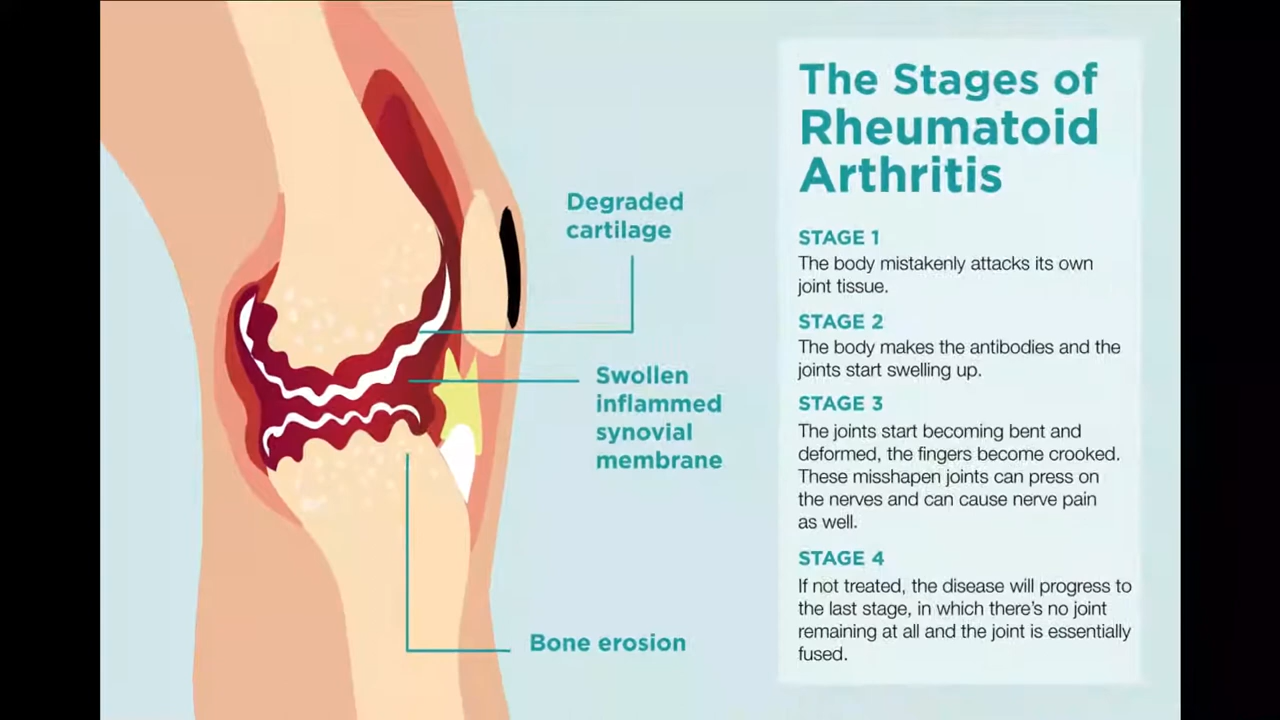 Degraded
cartilage
Swollen
inflammed
synovial
membrane
Bone erosion
The Stages of
Rheumatoid
Arthritis
STAGE 1
The body mistakenly attacks its own
joint tissue.
STAGE 2
The body makes the antibodies and the
joints start swelling up.
STAGE 3
The joints start becoming bent and
deformed, the fingers become crooked.
These misshapen joints can press on
the nerves and can cause nerve pain
as well.
STAGE 4
If not treated, the disease will progress to
the last stage, in which there’s no joint
remaining at all and the joint is essentially
fused.